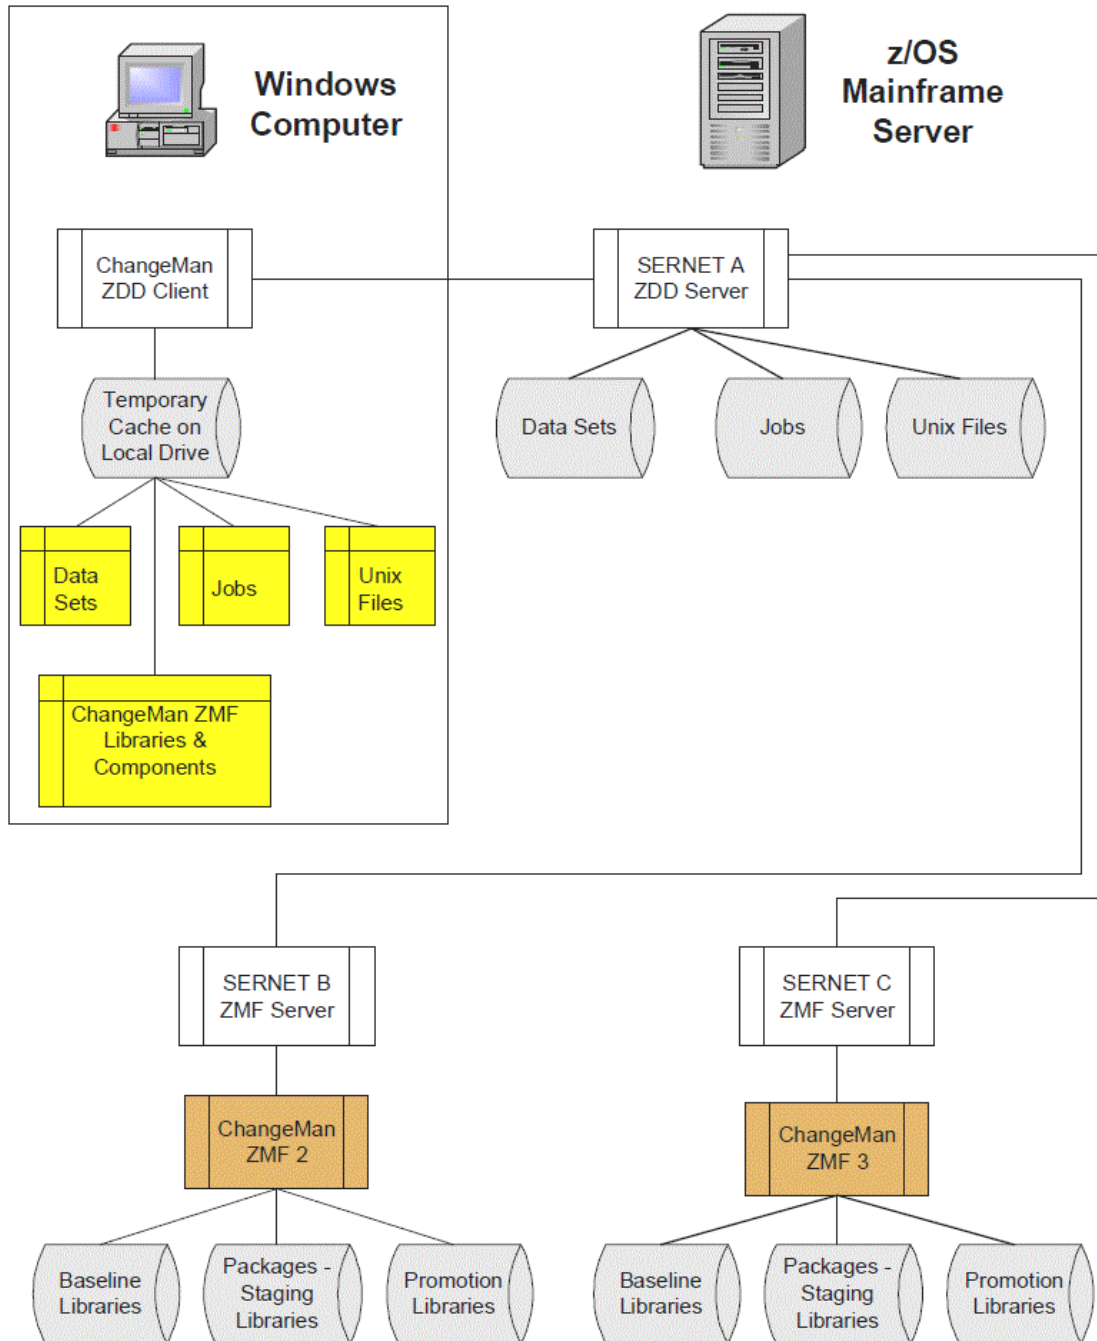 Windows
Computer
z/OS
Mainframe
Server
ChangeMan
ZDD Client
SERNET A
ZDD Server
Temporary
Cache on
Local Drive
Data Sets
Jobs
Unix Files
Data
Sets
Jobs
Unix
Files
ChangeMan ZMF
Libraries &
Components
SERNET B
ZMF Server
SERNET C
ZMF Server
ChangeMan
ZMF 2
ChangeMan
ZMF 3
Baseline
Libraries
Packages -
Staging
Libraries
Promotion
Libraries
Baseline
Libraries
Packages -
Staging
Libraries
Promotion
Libraries